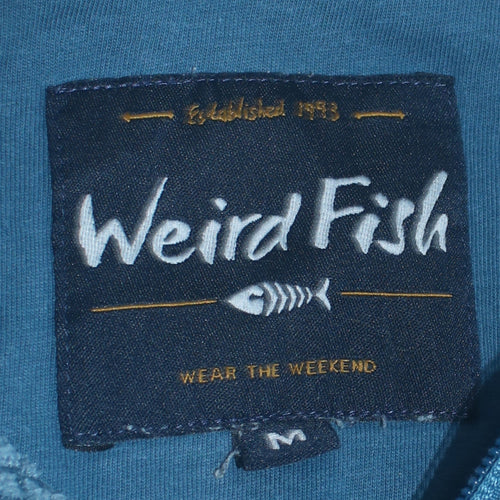 Established 1993
Weird Fish
WEAR THE WEEKEND
M